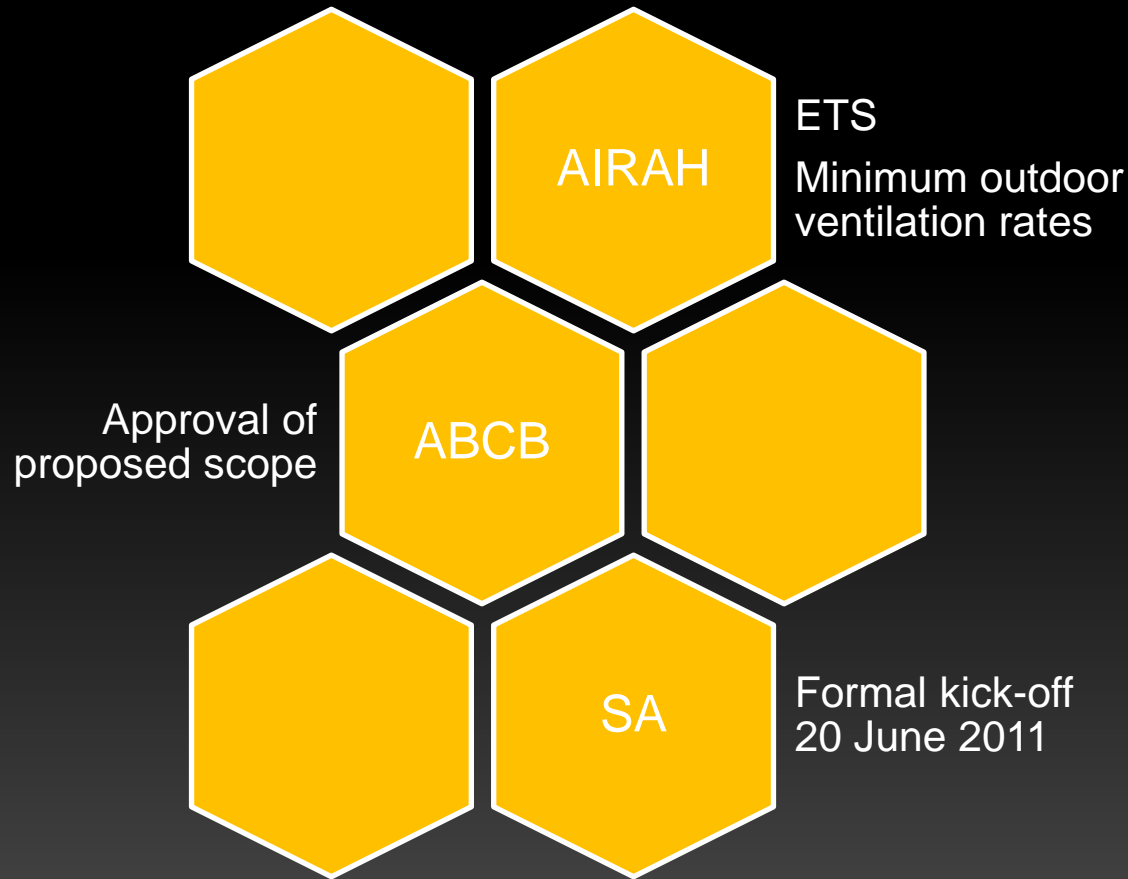 AIRAH
ETS
Minimum outdoor
ventilation rates
Approval of
proposed scope
ABCB
SA
Formal kick-off
20 June 2011